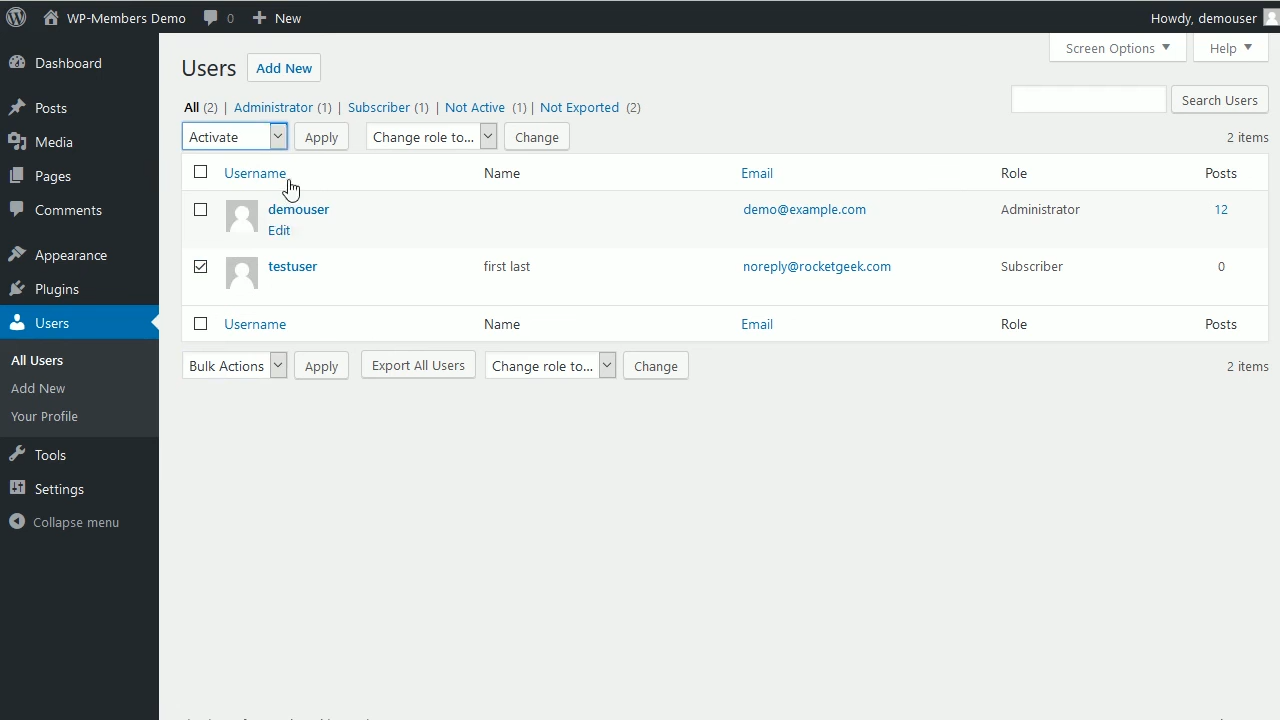 WP-Members Demo 0 New Howdy, demouser
Screen Options Help
Dashboard
Posts
Media
Pages
Comments
Appearance
Plugins
Users
All Users
Add New
Your Profile
Tools
Settings
Collapse menu
Users Add New
All (2) | Administrator (1) | Subscriber (1) | Not Active (1) | Not Exported (2)
Search Users
Activate Apply Change role to... Change 2 items
Username Name Email Role Posts
demouser demo@example.com Administrator 12
Edit
testuser first last noreply@rocketgeek.com Subscriber 0
Username Name Email Role Posts
Bulk Actions Apply Export All Users Change role to... Change 2 items